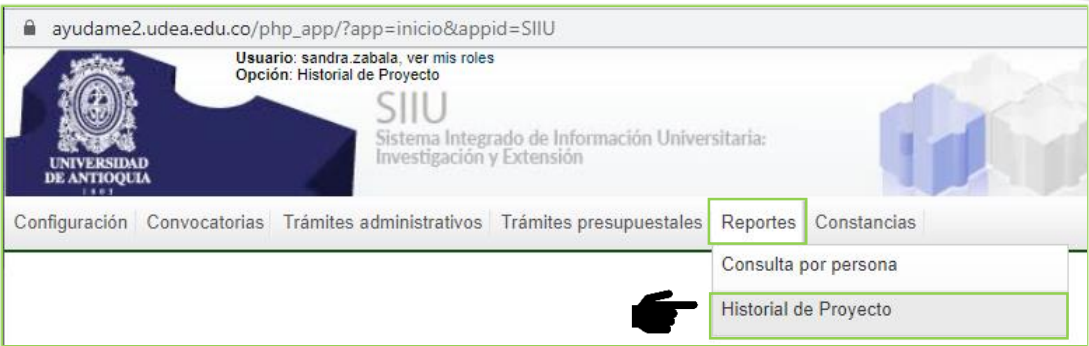 ayudame2.udea.edu.co/php_app/?app=inicio&appid=SIIU
Usuario: sandra.zabala, ver mis roles
Opción: Historial de Proyecto
SIIU
Sistema Integrado de Información Universitaria:
Investigación y Extensión
UNIVERSIDAD
DE ANTIOQUIA
1803
Configuración Convocatorias Trámites administrativos Trámites presupuestales Reportes Constancias
Consulta por persona
Historial de Proyecto